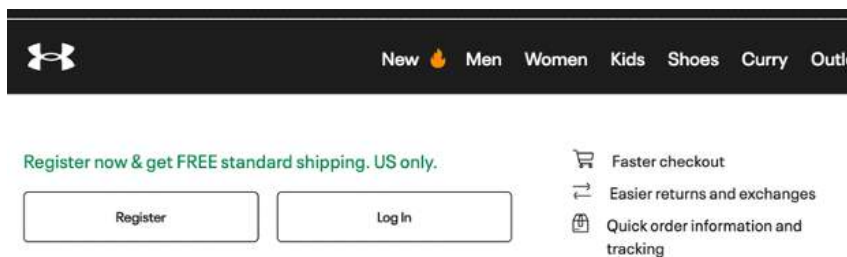 New Men Women Kids Shoes Curry
Register now & get FREE standard shipping. US only.
Register Log In
Faster checkout
Easier returns and exchanges
Quick order information and
tracking